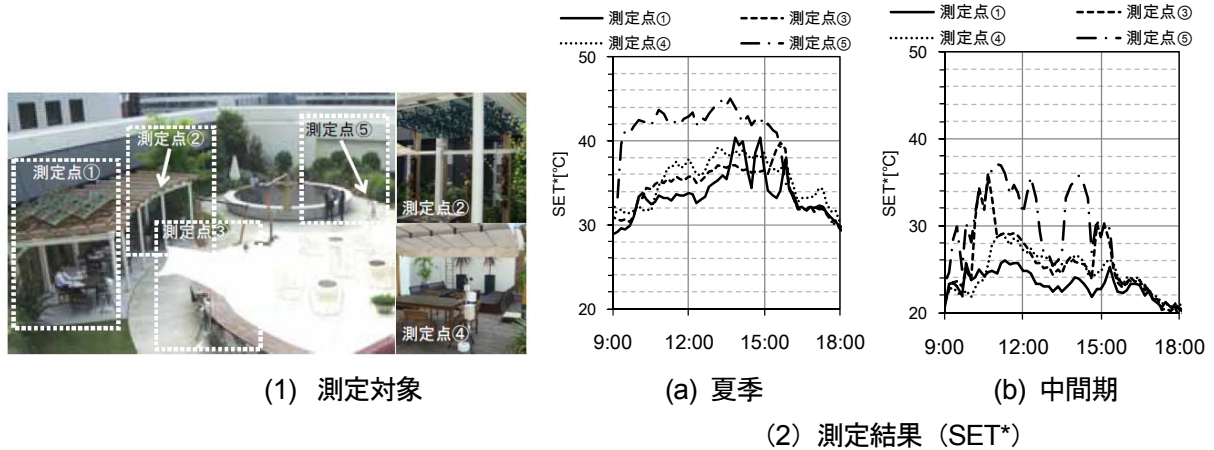 測定点①
測定点②
測定点③
測定点⑤
測定点②
測定点④
(1) 測定対象
測定点① 測定点③
測定点④ 測定点⑤
SET*[℃]
50
40
30
20
9:00 12:00 15:00 18:00
(a) 夏季
測定点① 測定点③
測定点④ 測定点⑤
SET*[℃]
50
40
30
20
9:00 12:00 15:00 18:00
(b) 中間期
（2）測定結果（SET*）